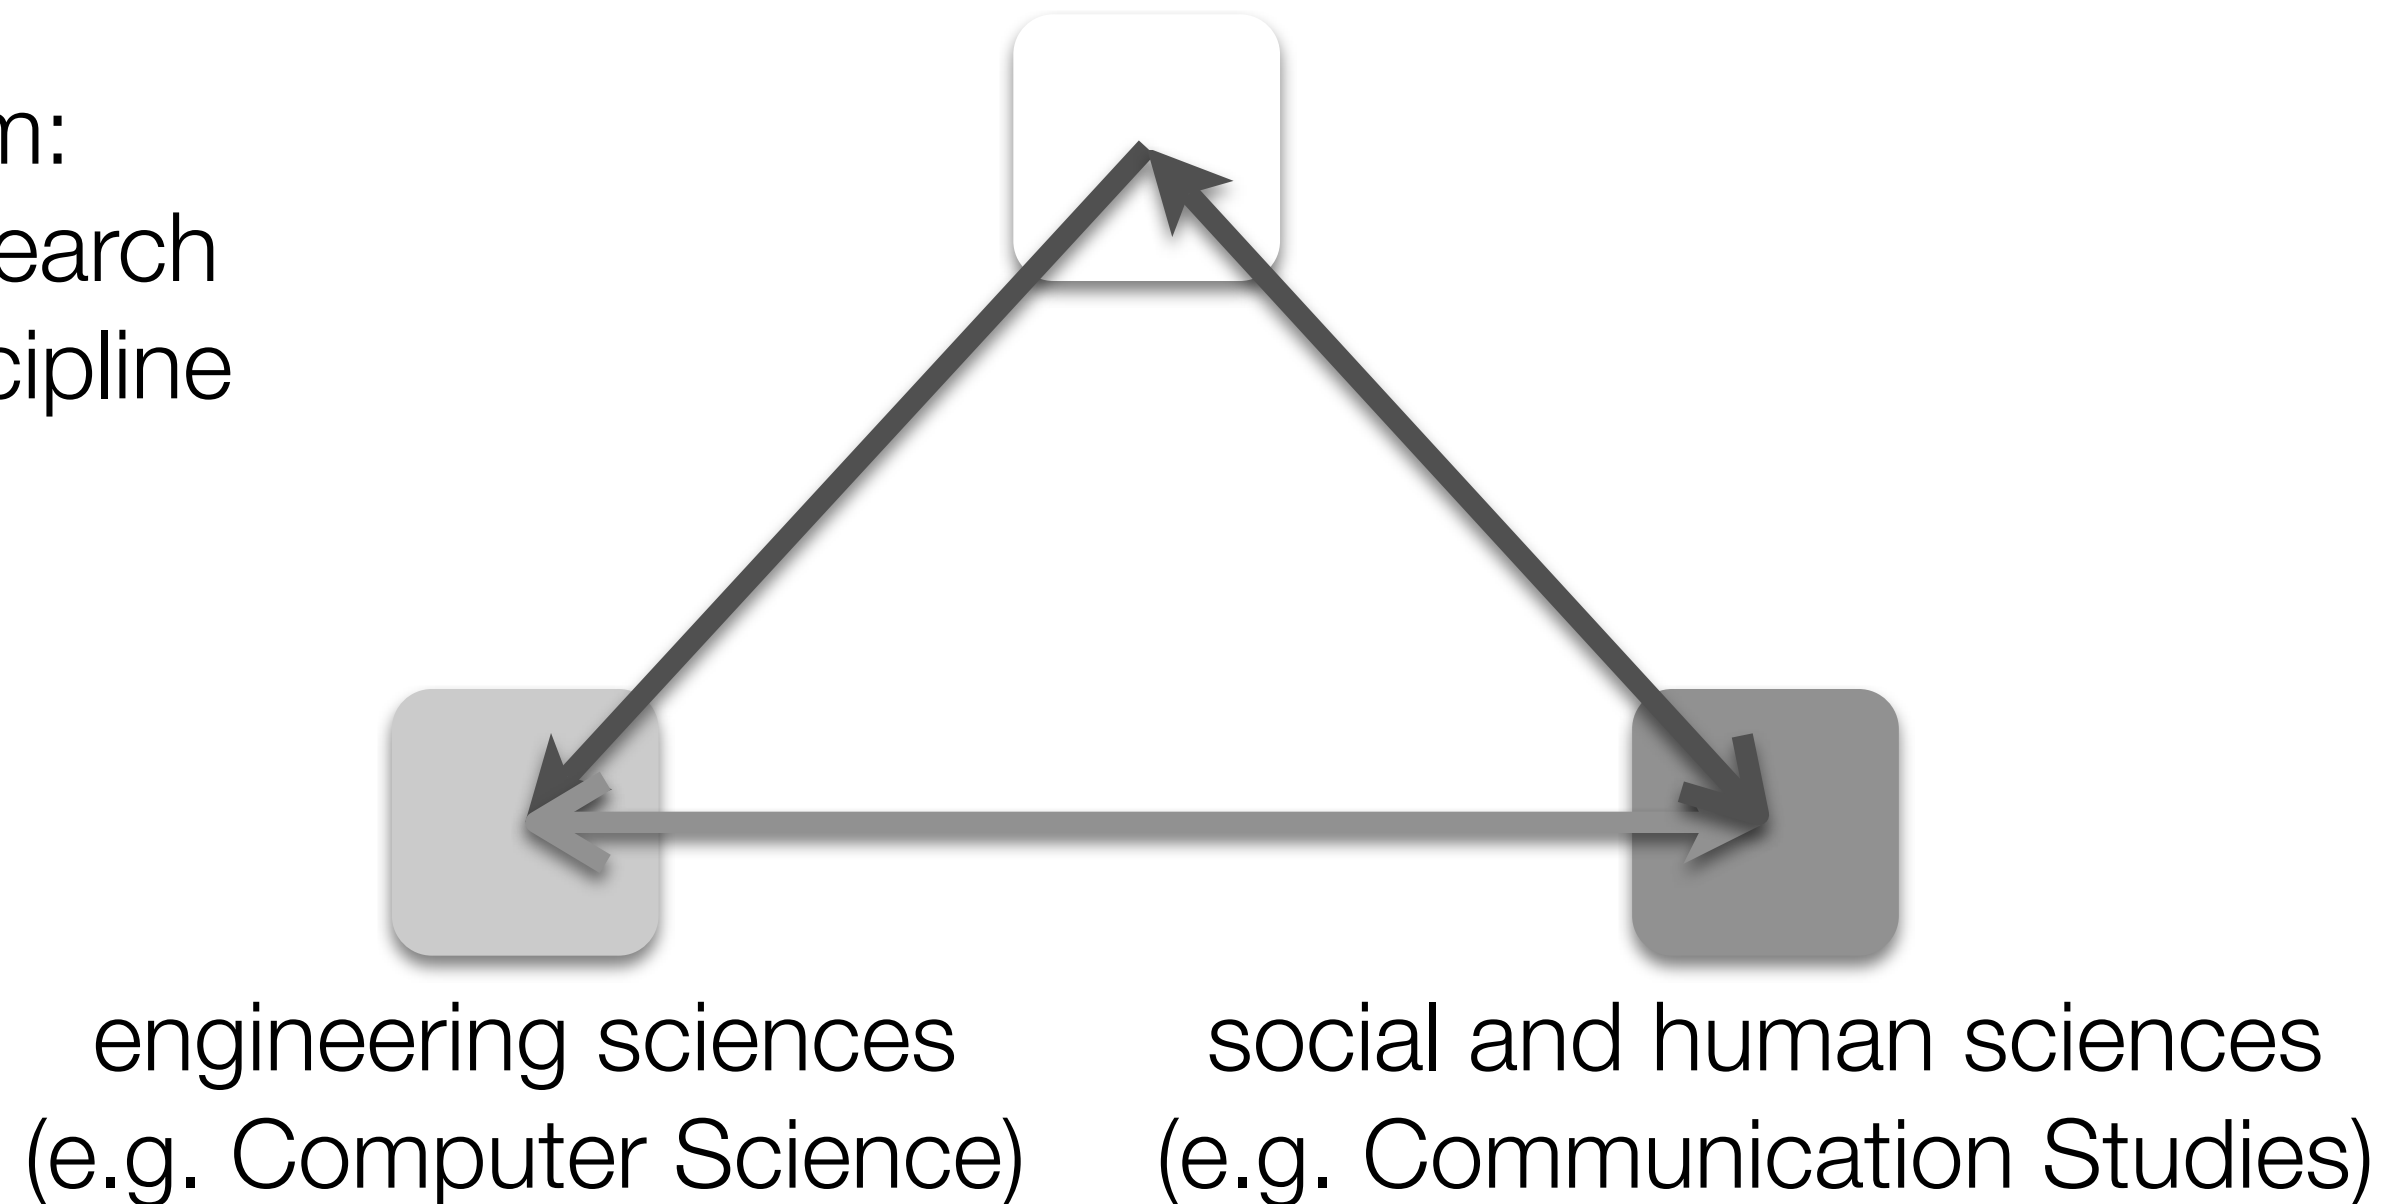 m:
earch
cipline
engineering sciences
social and human sciences
(e.g. Computer Science)
(e.g. Communication Studies)